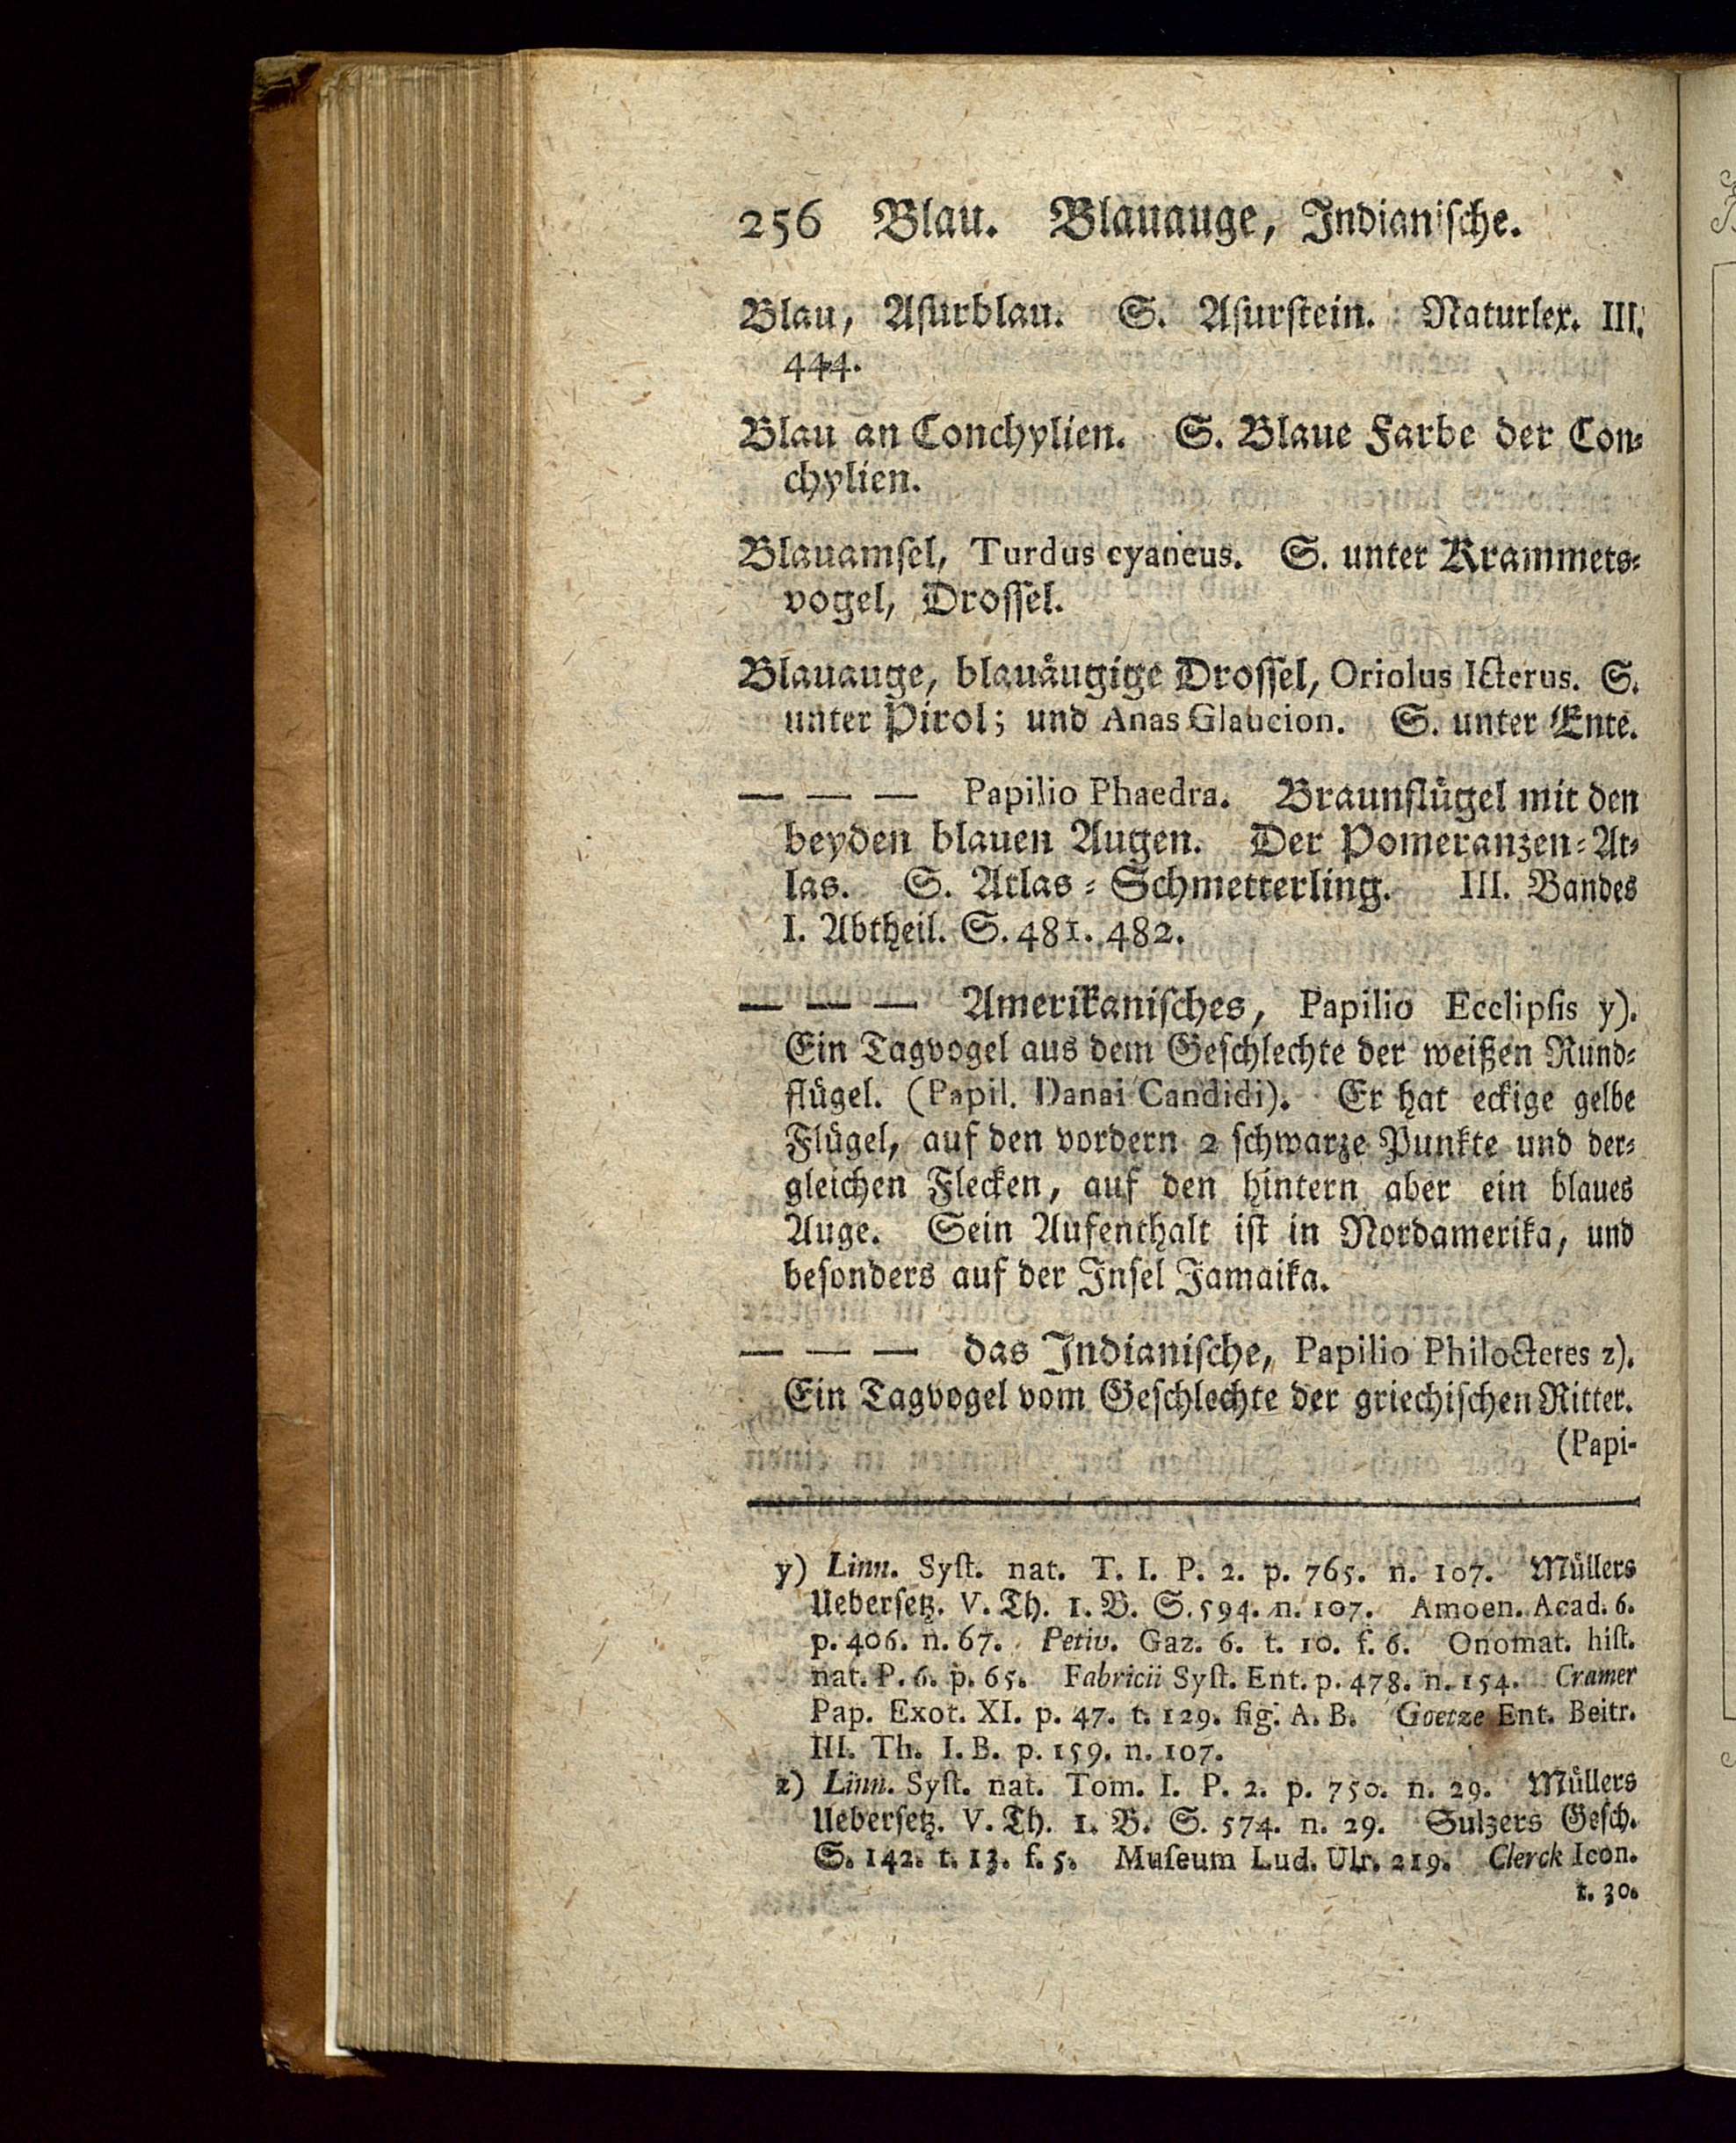 256 Blau. Blauauge, Indianische.
Blau, Asurblau. S. Asurstein. Naturlex. III.
444.
Blau an Conchylien. S. Blaue Farbe der Con-
chylien.
Blauamsel, Turdus cyaneus. S. unter Krammets-
vogel, Drossel.
Blauauge, blauäugige Drossel, Oriolus Icterus. S.
unter Pirol; und Anas Glaucion. S. unter Ente.
— — — Papilio Phaedra. Braunflügel mit den
beyden blauen Augen. Der Pomeranzen-At-
las. S. Atlas-Schmetterling. III. Bandes
I. Abtheil. S. 481. 482.
— — — Amerikanisches, Papilio Ecclipsis y).
Ein Tagvogel aus dem Geschlechte der weißen Rund-
flügel. (Papil. Danai Candidi). Er hat eckige gelbe
Flügel, auf den vordern 2 schwarze Punkte und der-
gleichen Flecken, auf den hintern aber ein blaues
Auge. Sein Aufenthalt ist in Nordamerika, und
besonders auf der Insel Jamaika.
— — — das Indianische, Papilio Philoctetes z).
Ein Tagvogel vom Geschlechte der griechischen Ritter.
(Papi-
y) Linn. Syst. nat. T. I. P. 2. p. 765. n. 107. Müllers
Uebersetz. V. Th. 1. B. S. 594. n. 107. Amoen. Acad. 6.
p. 406. n. 67. Petiv. Gaz. 6. t. 10. f. 6. Onomat. hist.
nat. P. 6. p. 65. Fabricii Syst. Ent. p. 478. n. 154. Cramer
Pap. Exot. XI. p. 47. t. 129. fig. A. B. Goetze Ent. Beitr.
III. Th. I. B. p. 159. n. 107.
z) Linn. Syst. nat. Tom. I. P. 2. p. 750. n. 29. Müllers
Uebersetz. V. Th. 1. B. S. 574. n. 29. Sulzers Gesch.
S. 142. t. 13. f. 5. Museum Lud. Ulr. 219. Clerck Icon.
t. 30.